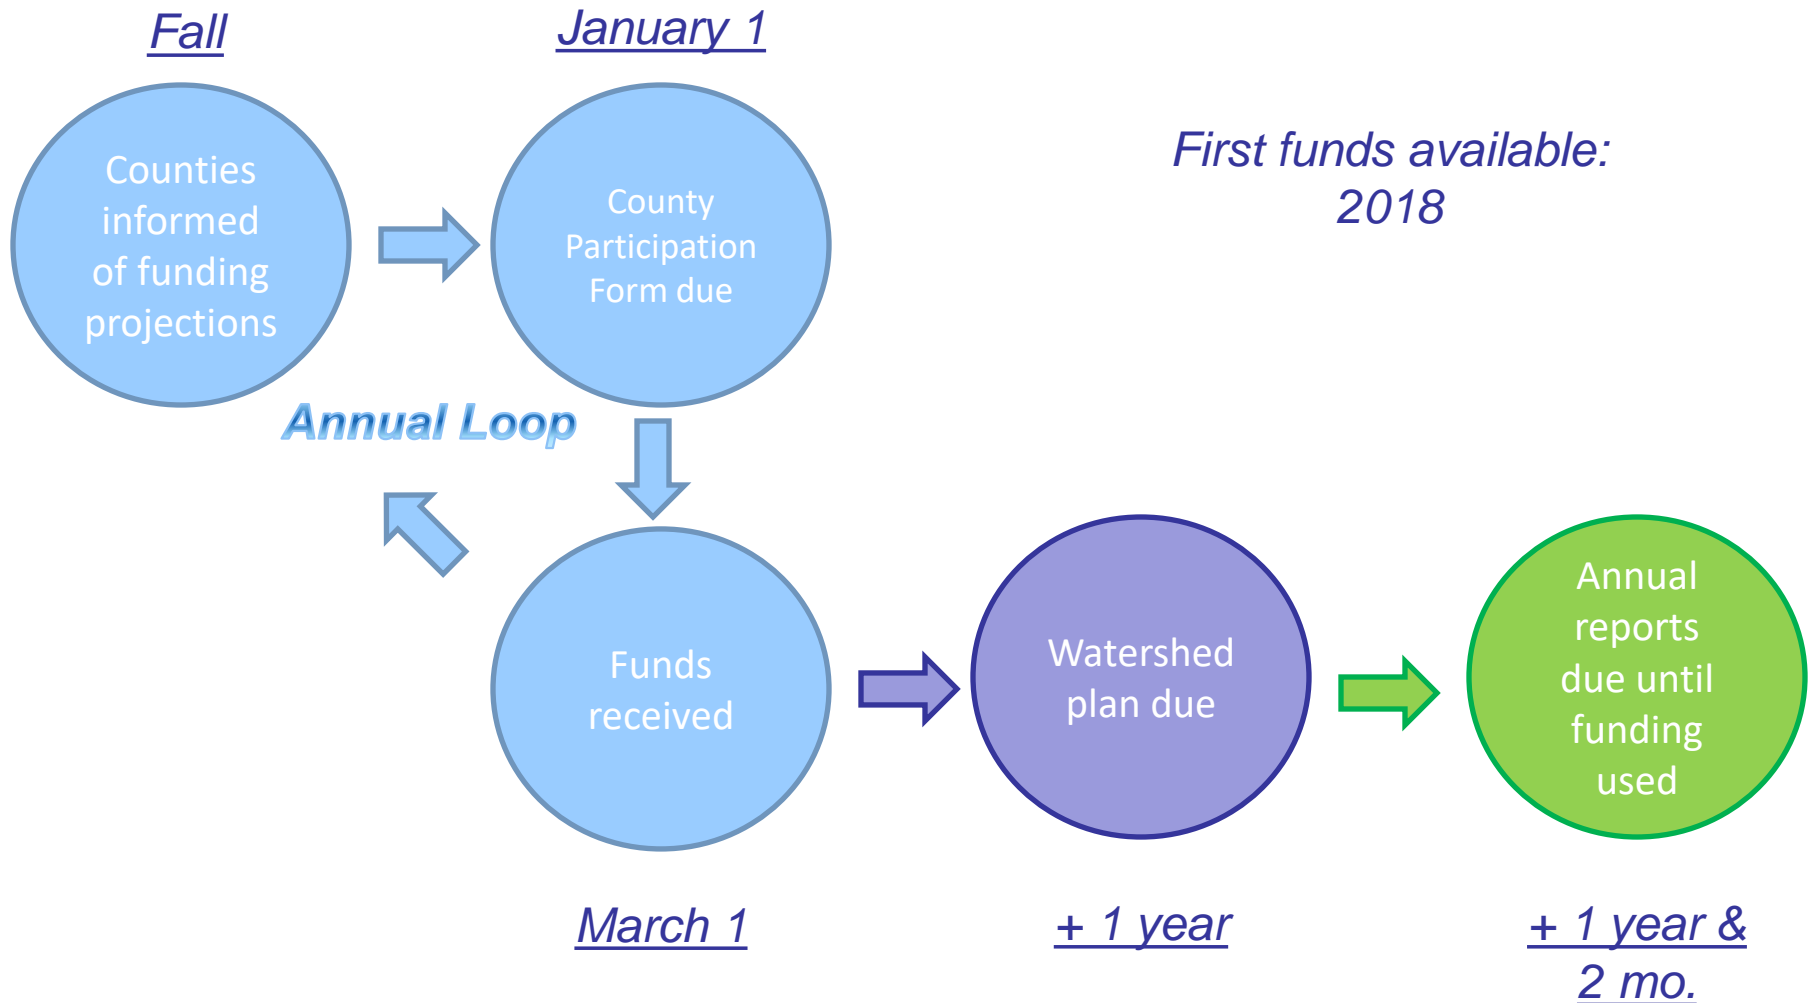 Fall
January 1
Counties
informed
of funding
projections
County
Participation
Form due
First funds available:
2018
Annual Loop
Funds
received
Watershed
plan due
Annual
reports
due until
funding
used
March 1
+ 1 year
+ 1 year &
2 mo.